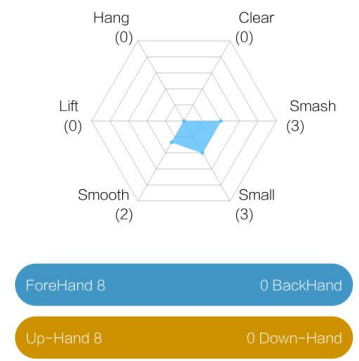 Hang Clear
(0) (0)
Lift Smash
(0) (3)
Smooth Small
(2) (3)
ForeHand 8 0 BackHand
Up-Hand 8 0 Down-Hand